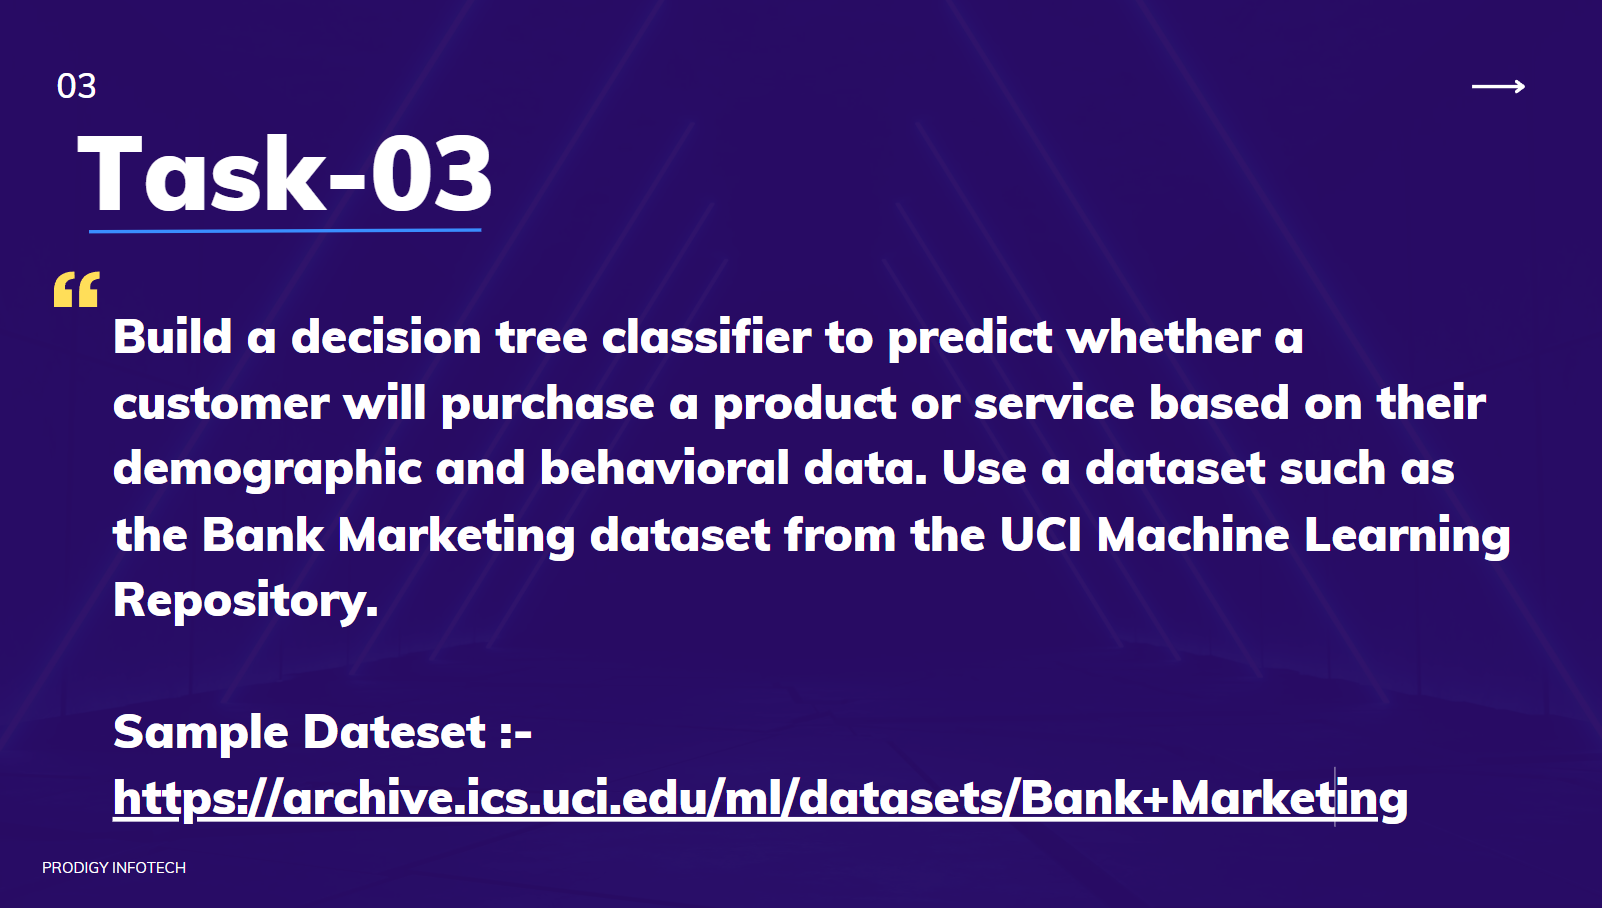 03
Task-03
“
Build a decision tree classifier to predict whether a
customer will purchase a product or service based on their
demographic and behavioral data. Use a dataset such as
the Bank Marketing dataset from the UCI Machine Learning
Repository.
Sample Dateset :-
https://archive.ics.uci.edu/ml/datasets/Bank+Marketing
PRODIGY INFOTECH